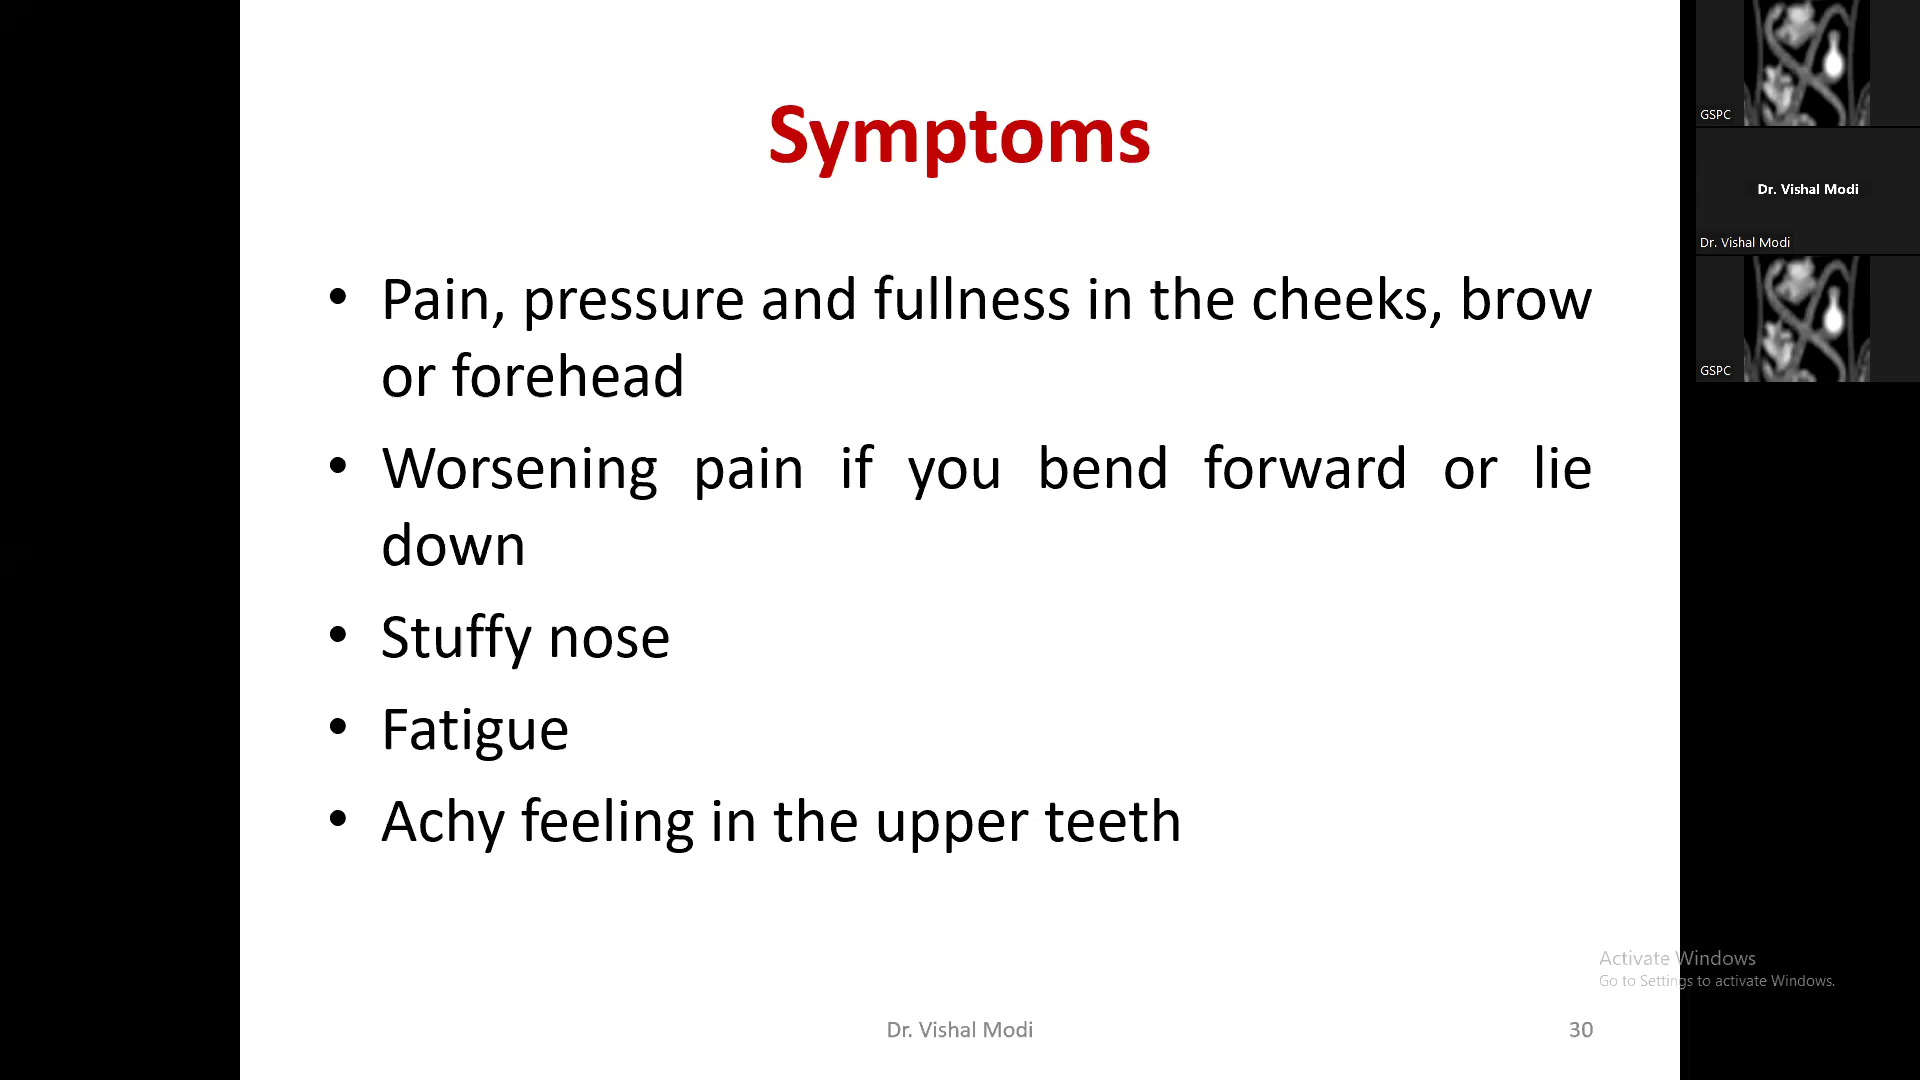 Symptoms
• Pain, pressure and fullness in the cheeks, brow
or forehead
• Worsening pain if you bend forward or lie
down
• Stuffy nose
• Fatigue
• Achy feeling in the upper teeth
Dr. Vishal Modi
30
GSPC
Dr. Vishal Modi
Dr. Vishal Modi
GSPC
Activate Windows
Go to Settings to activate Windows.